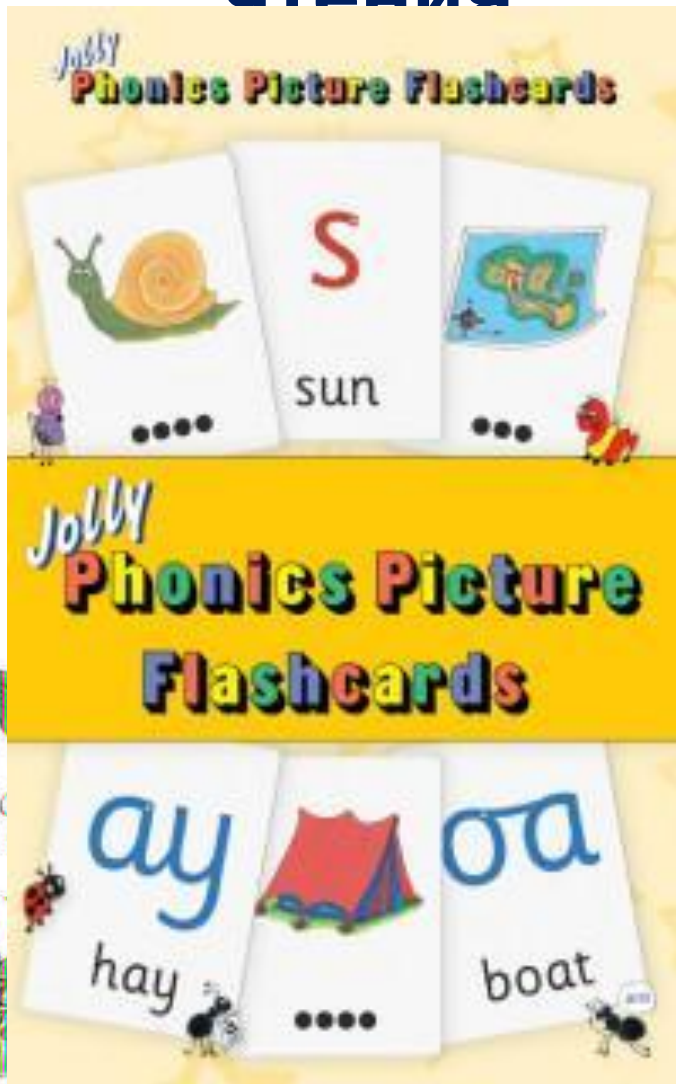 Jolly
Phonics Picture Flashcards
s
sun
Jolly
Phonics Picture
Flashcards
ay
hay
oa
boat